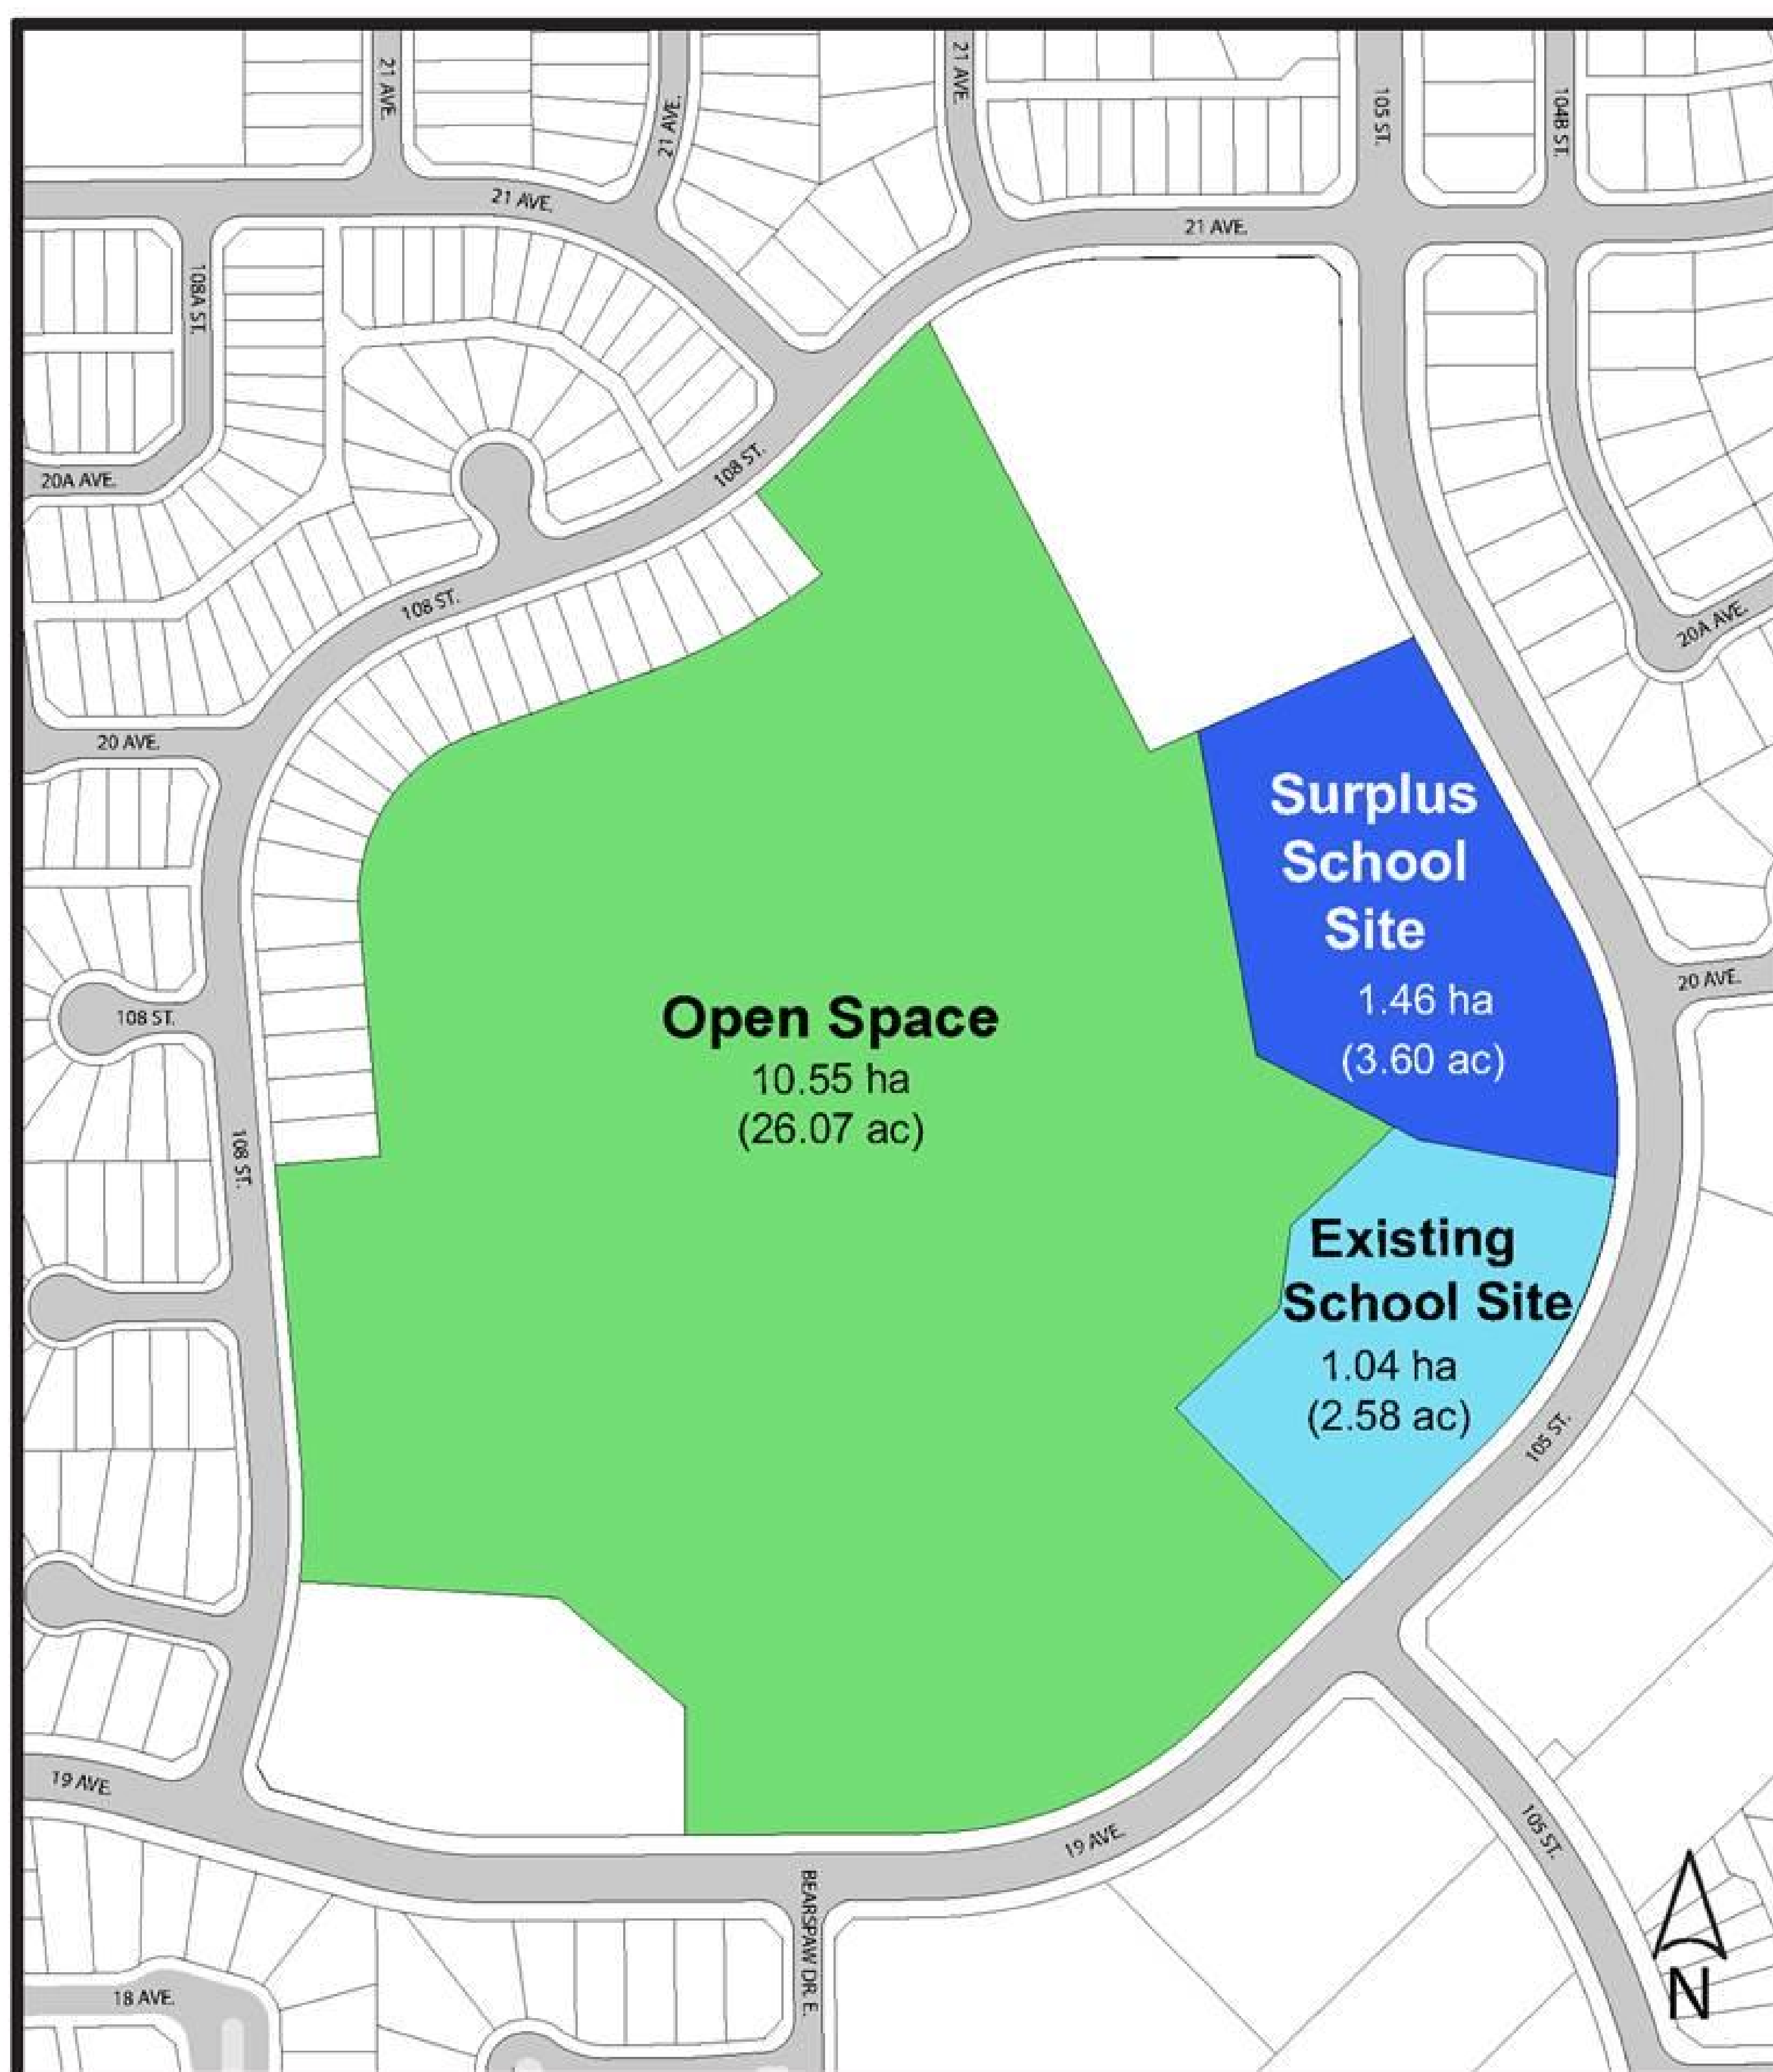 21 AVE.
21 AVE.
21 AVE.
105 ST.
104B ST.
21 AVE.
21 AVE.
108A ST.
20A AVE.
108 ST.
108 ST.
20A AVE.
20 AVE.
Surplus
School
Site
1.46 ha
(3.60 ac)
20 AVE.
Open Space
10.55 ha
(26.07 ac)
108 ST.
108 ST.
Existing
School Site
1.04 ha
(2.58 ac)
105 ST.
19 AVE.
19 AVE.
105 ST.
BEARSPAW DR. E.
18 AVE.
N